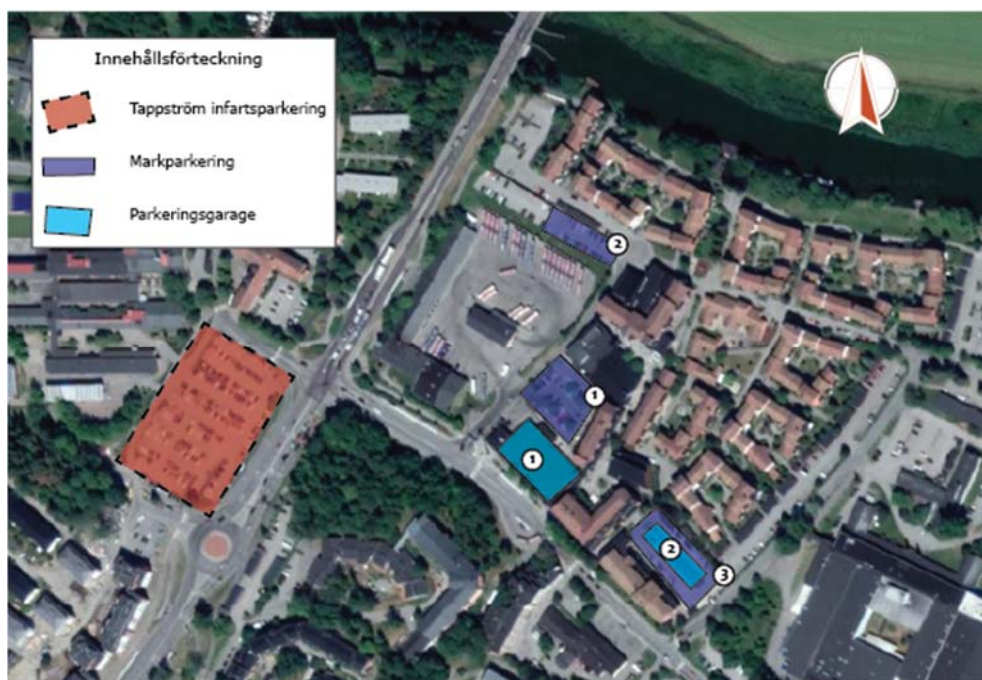 Innehållsförteckning
Tappström infartsparkering
Markparkering
Parkeringsgarage
2
1
1
2
3